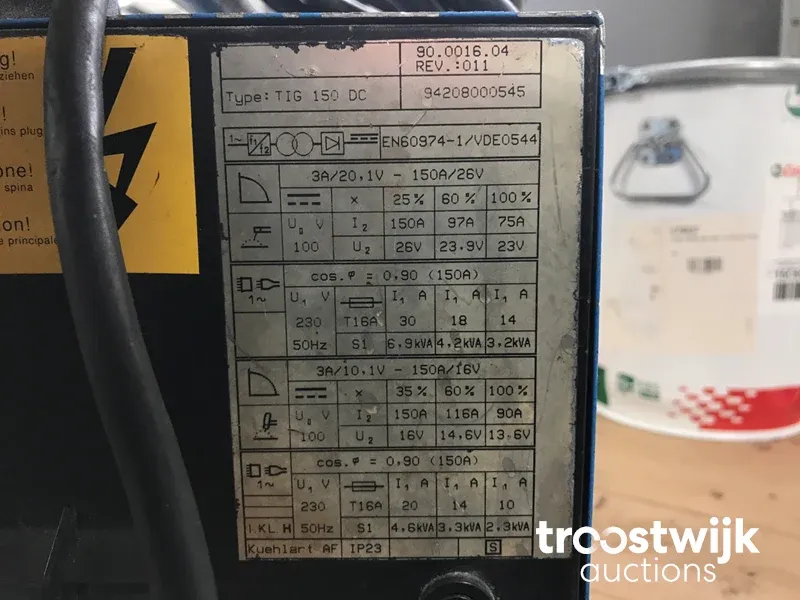 g!
ziehen
!
ins plug
one!
spina
on!
e principale
90.0016.04
REV.:011
Type: TIG 150 DC 94208000545
1~ f1/f2 EN60974-1/VDE0544
3A/20,1V - 150A/26V
x 25% 60% 100%
U0 V I2 150A 97A 75A
100 U2 26V 23.9V 23V
cos.φ = 0,90 (150A)
1~ U1 V I1 A I1 A I1 A
230 T16A 30 18 14
50Hz S1 6,9kVA 4,2kVA 3,2kVA
3A/10,1V - 150A/16V
x 35% 60% 100%
U0 V I2 150A 116A 90A
100 U2 16V 14,6V 13,6V
cos.φ = 0,90 (150A)
1~ U1 V I1 A I1 A I1 A
230 T16A 20 14 10
I.KL H 50Hz S1 4,6kVA 3,3kVA 2,3kVA
Kuehlart AF IP23 S
troostwijk
auctions